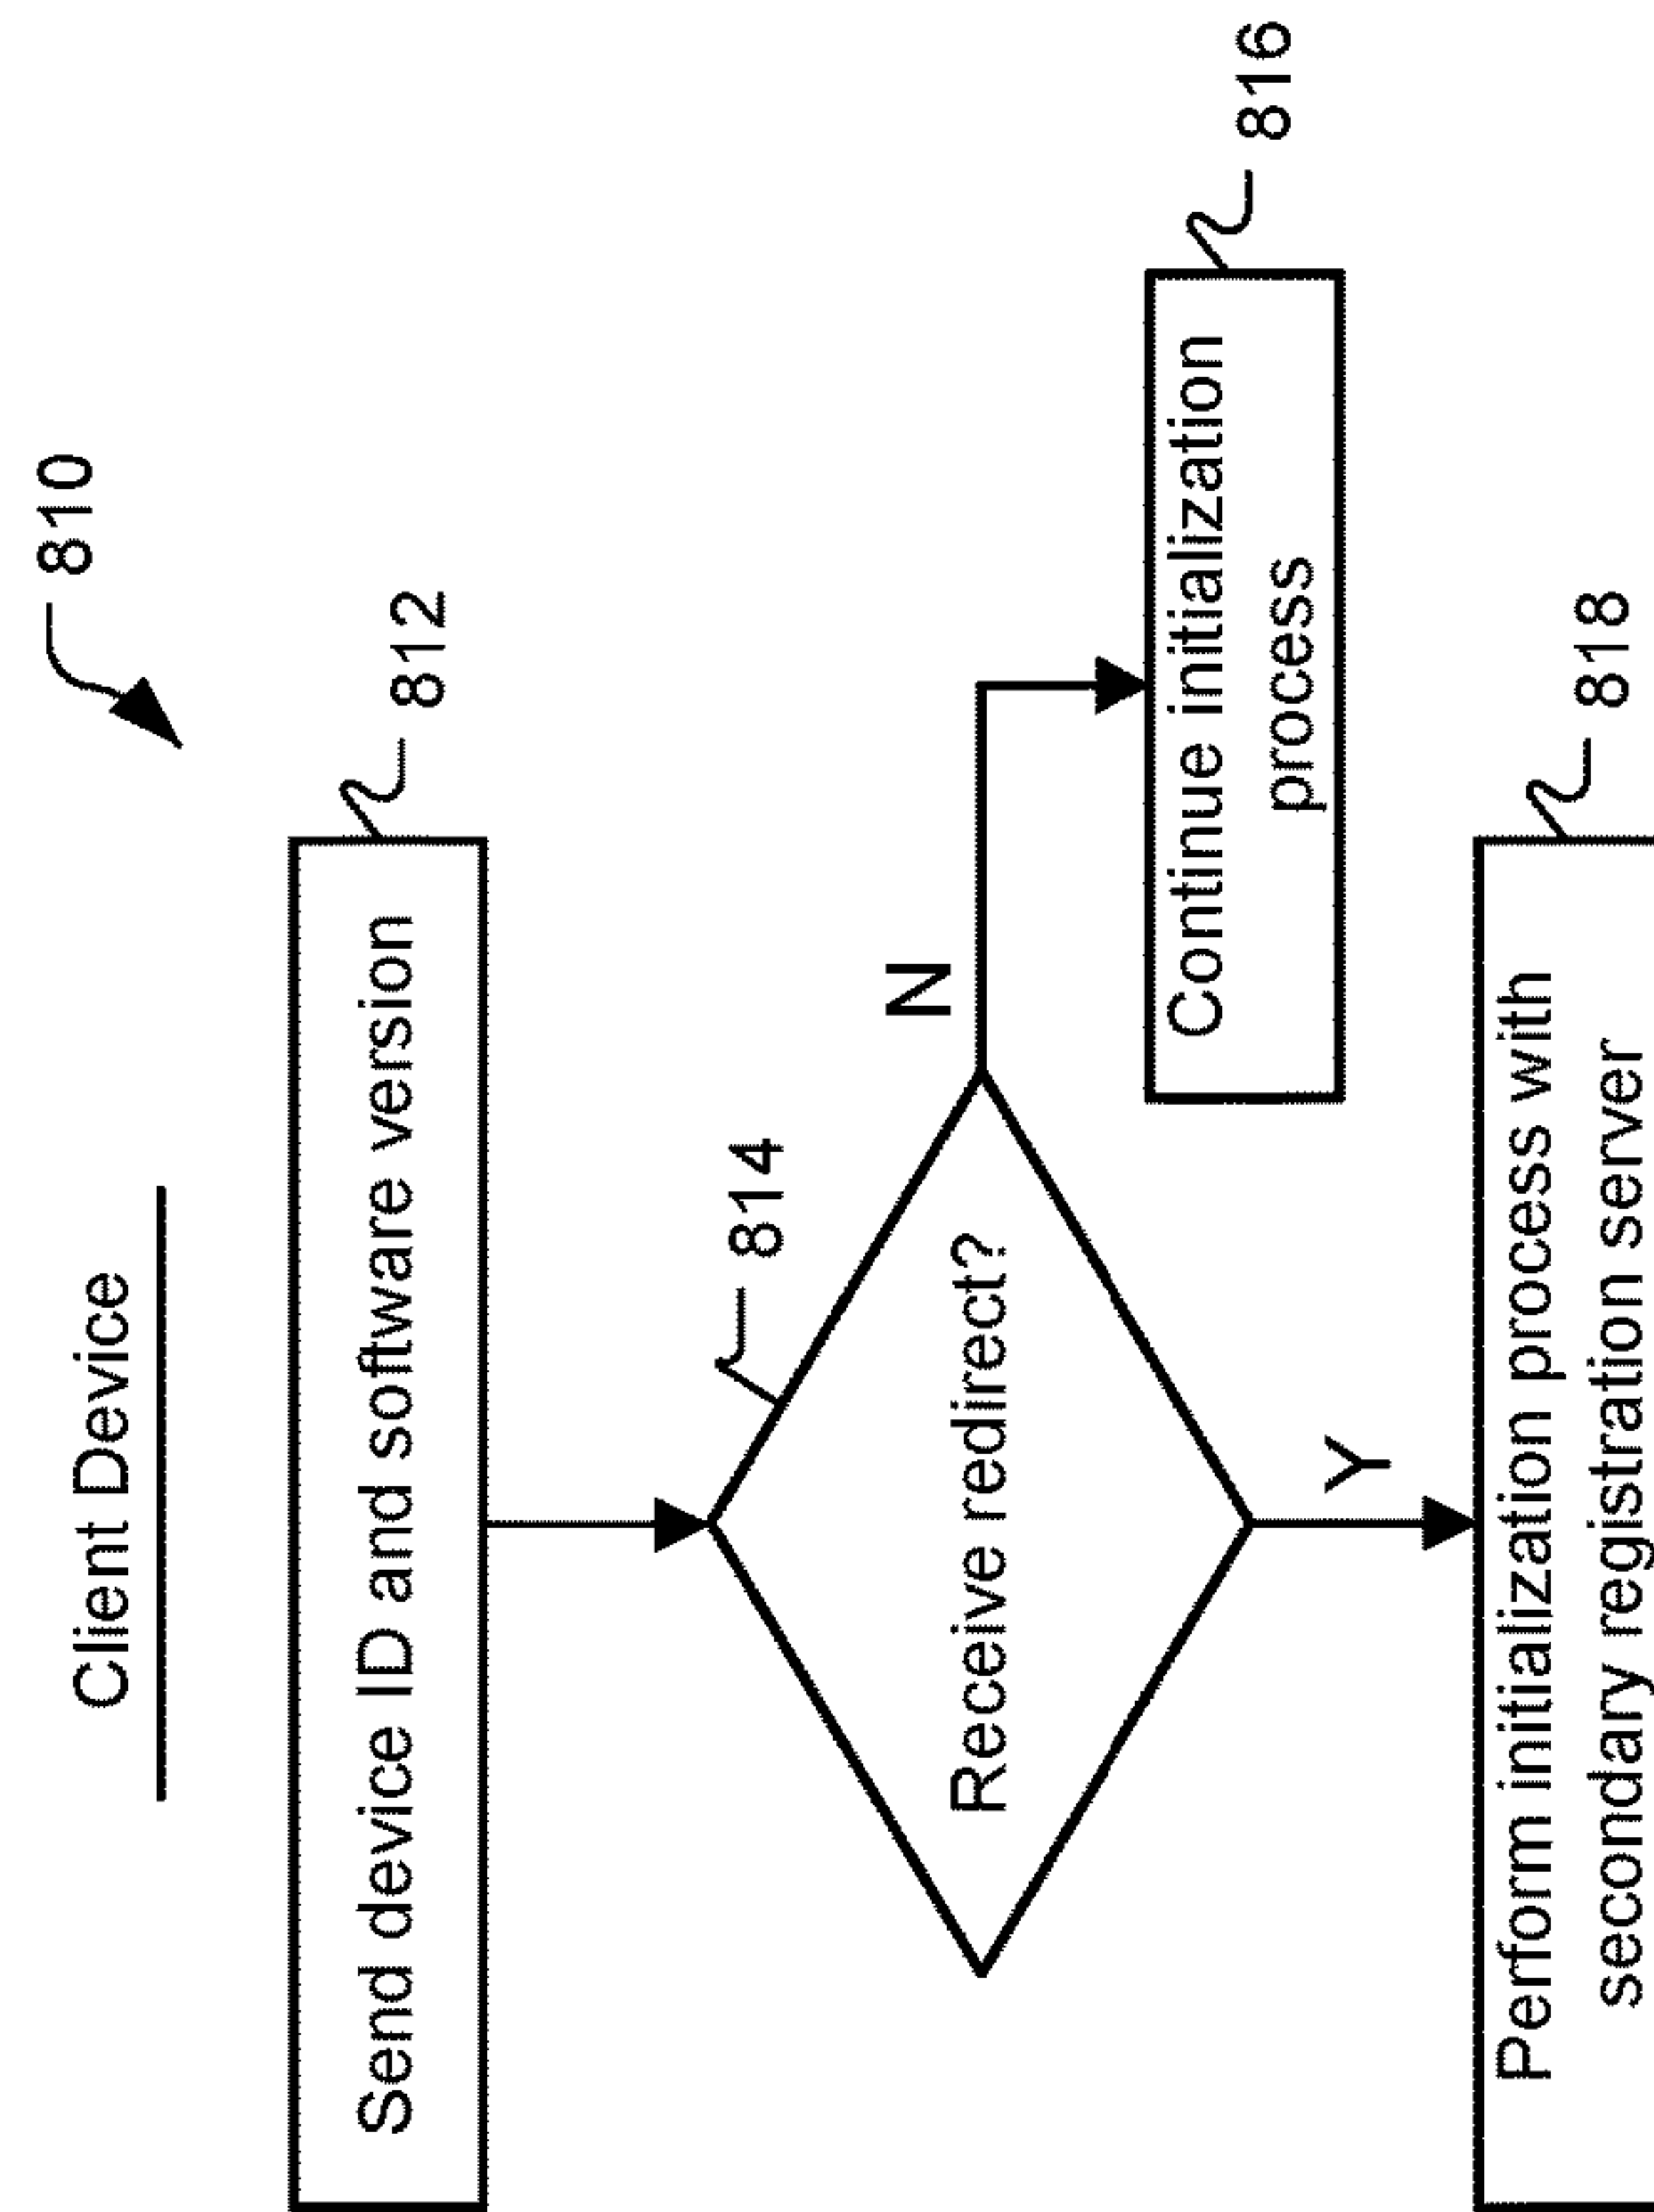 810
Client Device
812
Send device ID and software version
814
Receive redirect?
N
816
Continue initialization
process
Y
818
Perform initialization process with
secondary registration server